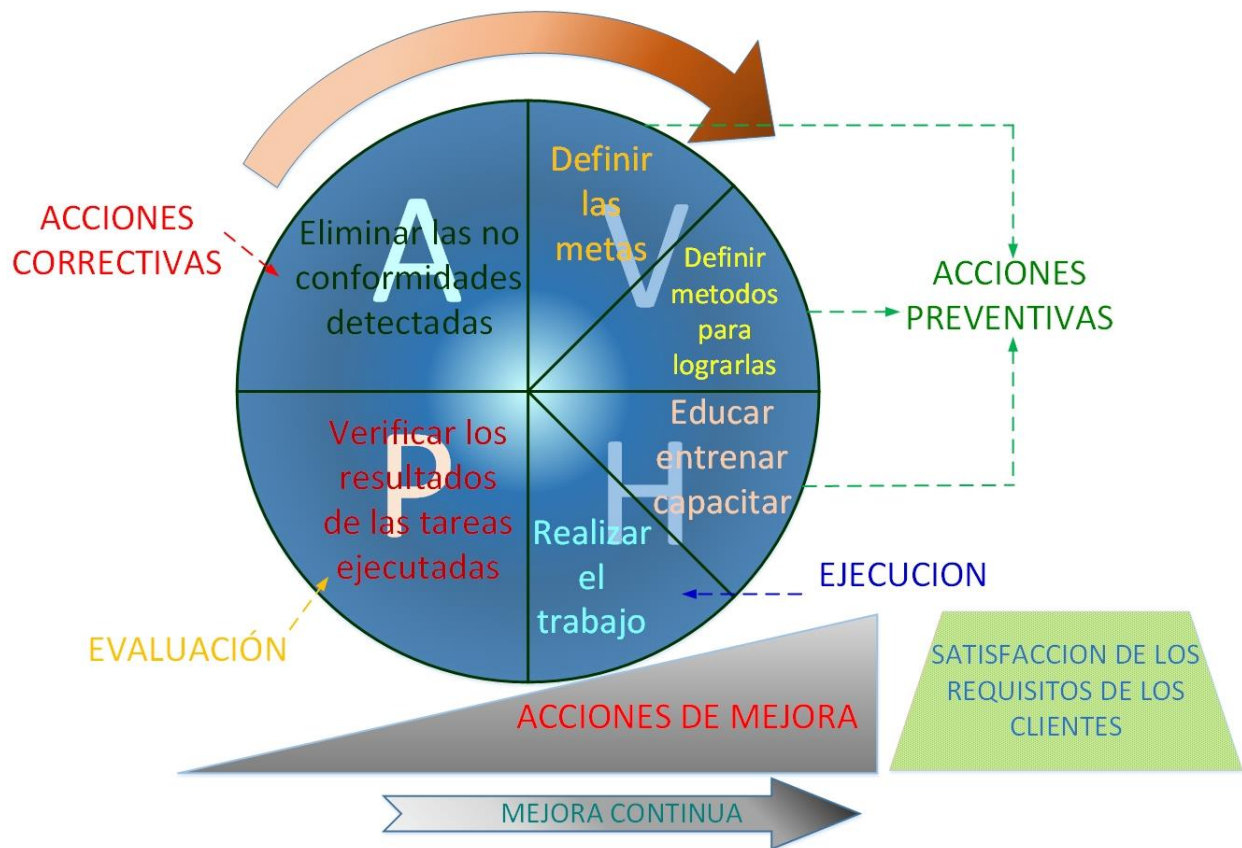 ACCIONES
CORRECTIVAS
A
Eliminar las no
conformidades
detectadas
V
Definir
las
metas
Definir
metodos
para
lograrlas
ACCIONES
PREVENTIVAS
P
Verificar los
resultados
de las tareas
ejecutadas
H
Educar
entrenar
capacitar
Realizar
el
trabajo
EJECUCION
EVALUACIÓN
ACCIONES DE MEJORA
SATISFACCION DE LOS
REQUISITOS DE LOS
CLIENTES
MEJORA CONTINUA